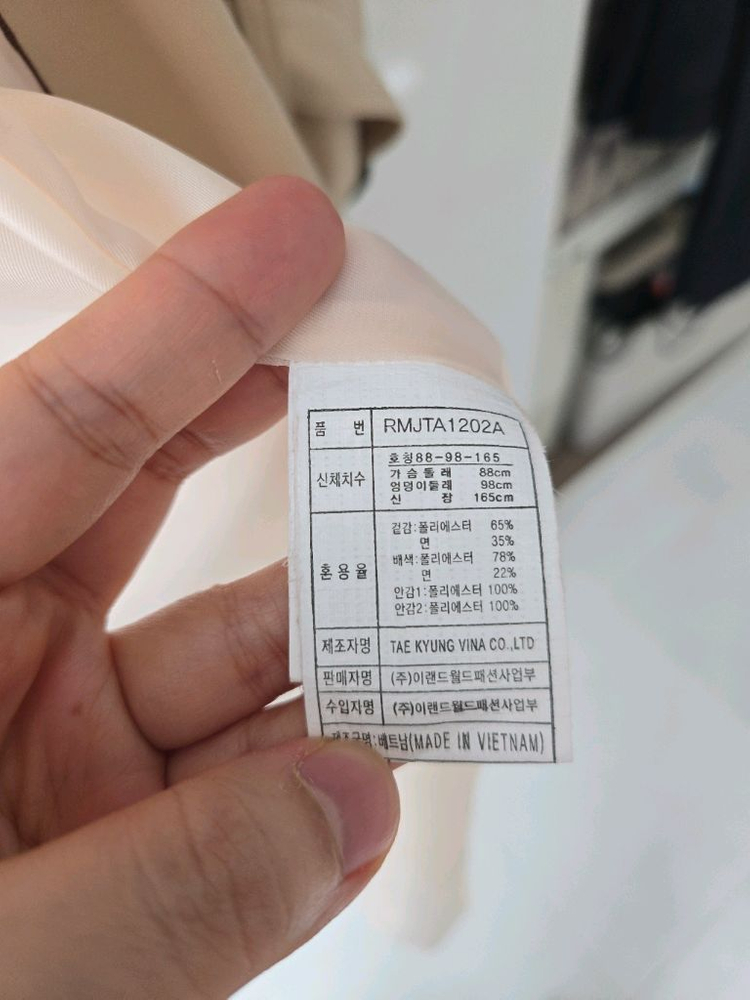 품 번 RMJTA1202A
신체치수 호칭88-98-165
가슴둘레 88cm
엉덩이둘레 98cm
신 장 165cm
혼용율 겉감:폴리에스터 65%
면 35%
배색:폴리에스터 78%
면 22%
안감1:폴리에스터 100%
안감2:폴리에스터 100%
제조자명 TAE KYUNG VINA CO.,LTD
판매자명 (주)이랜드월드패션사업부
수입자명 (주)이랜드월드패션사업부
제조국명:베트남(MADE IN VIETNAM)